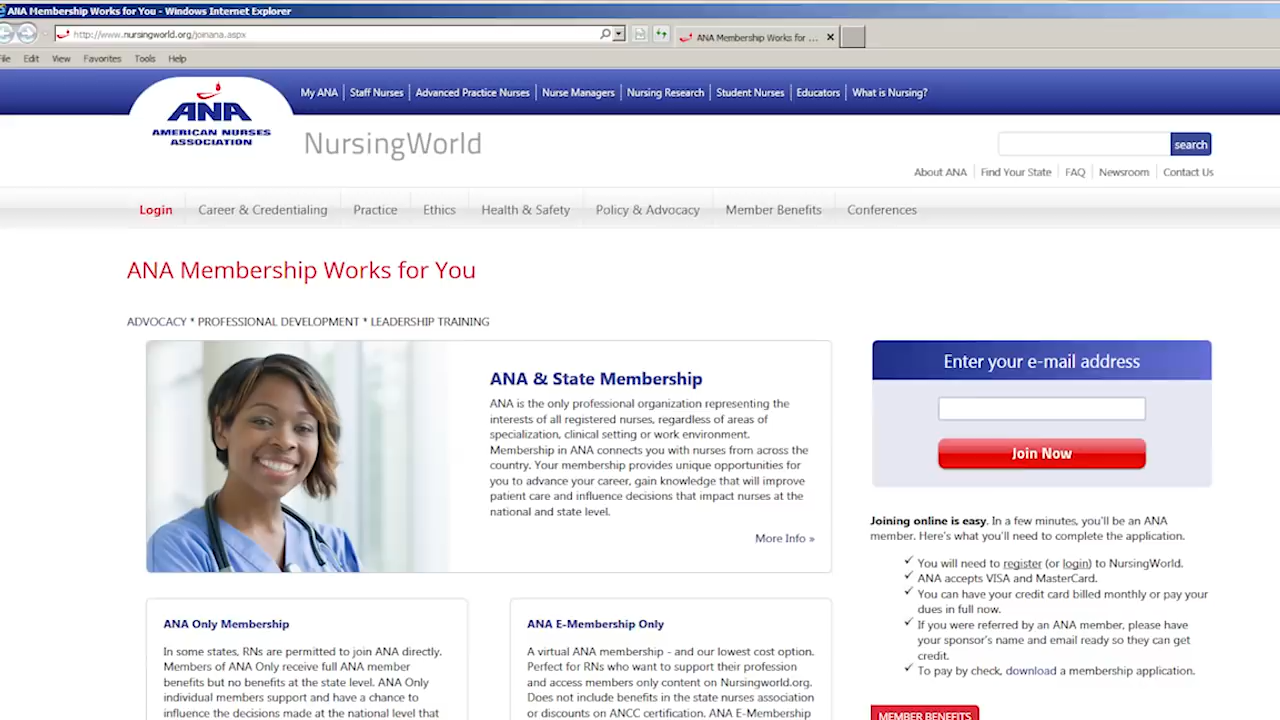 ANA Membership Works for You - Windows Internet Explorer
http://www.nursingworld.org/joinana.aspx
ANA Membership Works for ...
File Edit View Favorites Tools Help
My ANA Staff Nurses Advanced Practice Nurses Nurse Managers Nursing Research Student Nurses Educators What is Nursing?
ANA
AMERICAN NURSES
ASSOCIATION
NursingWorld
search
About ANA Find Your State FAQ Newsroom Contact Us
Login Career & Credentialing Practice Ethics Health & Safety Policy & Advocacy Member Benefits Conferences
ANA Membership Works for You
ADVOCACY * PROFESSIONAL DEVELOPMENT * LEADERSHIP TRAINING
ANA & State Membership
ANA is the only professional organization representing the
interests of all registered nurses, regardless of areas of
specialization, clinical setting or work environment.
Membership in ANA connects you with nurses from across the
country. Your membership provides unique opportunities for
you to advance your career, gain knowledge that will improve
patient care and influence decisions that impact nurses at the
national and state level.
More Info »
Enter your e-mail address
Join Now
Joining online is easy. In a few minutes, you'll be an ANA
member. Here's what you'll need to complete the application.
✓ You will need to register (or login) to NursingWorld.
✓ ANA accepts VISA and MasterCard.
✓ You can have your credit card billed monthly or pay your
dues in full now.
✓ If you were referred by an ANA member, please have
your sponsor's name and email ready so they can get
credit.
✓ To pay by check, download a membership application.
MEMBER BENEFITS
ANA Only Membership
In some states, RNs are permitted to join ANA directly.
Members of ANA Only receive full ANA member
benefits but no benefits at the state level. ANA Only
individual members support and have a chance to
influence the decisions made at the national level that
ANA E-Membership Only
A virtual ANA membership - and our lowest cost option.
Perfect for RNs who want to support their profession
and access members only content on Nursingworld.org.
Does not include benefits in the state nurses association
or discounts on ANCC certification. ANA E-Membership